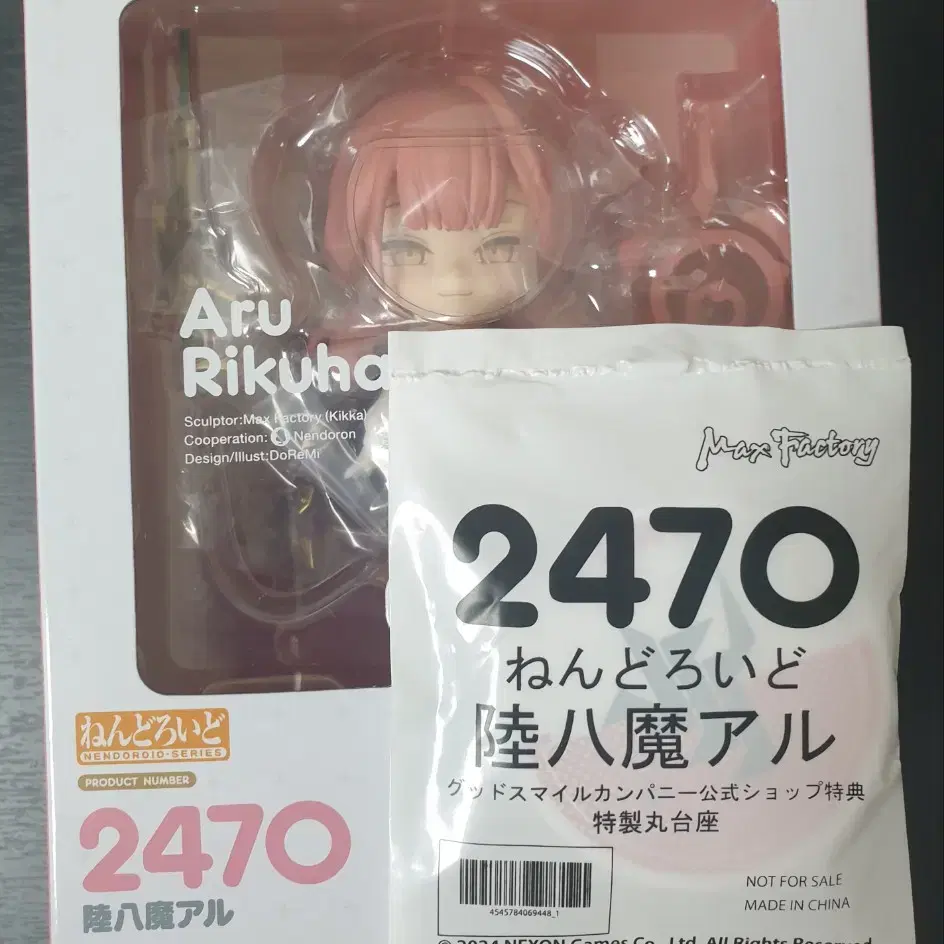 Aru
Rikuha
Sculptor:Max Factory (Kikka)
Cooperation: Nendoron
Design/Illust:DoReMi
ねんどろいど
NENDOROID-SERIES
PRODUCT NUMBER
2470
陸八魔アル
Max Factory
2470
ねんどろいど
陸八魔アル
グッドスマイルカンパニー公式ショップ特典
特製丸台座
4545784069448_1
NOT FOR SALE
MADE IN CHINA
© 2024 NEXON Games Co., Ltd. All Rights Reserved.